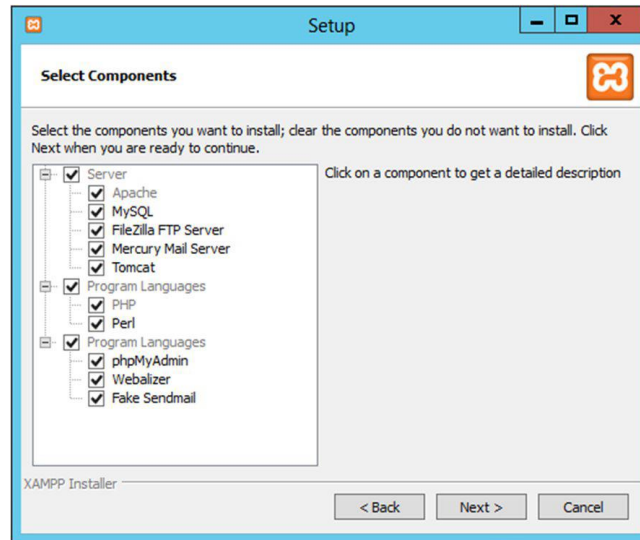 Setup
Select Components
Select the components you want to install; clear the components you do not want to install. Click
Next when you are ready to continue.
Server
Apache
MySQL
FileZilla FTP Server
Mercury Mail Server
Tomcat
Program Languages
PHP
Perl
Program Languages
phpMyAdmin
Webalizer
Fake Sendmail
Click on a component to get a detailed description
XAMPP Installer
< Back
Next >
Cancel